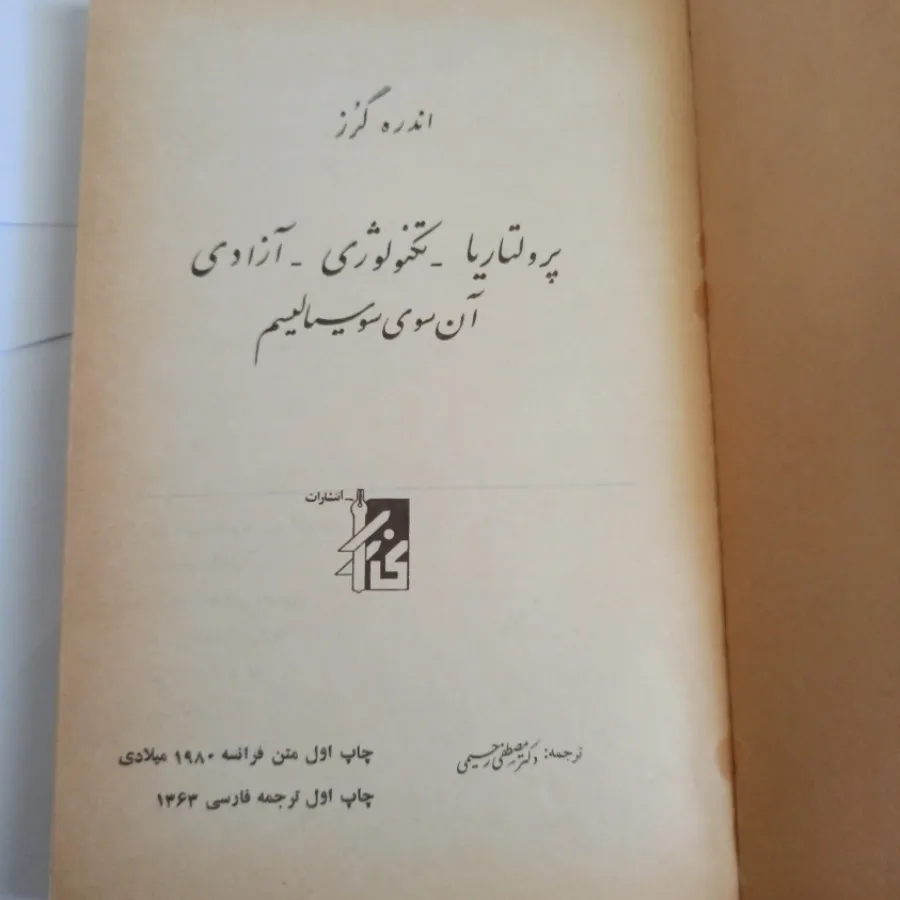 اندره گُرز
پرولتاریا - تکنولوژی - آزادی
آن سوی سوسیالیسم
انتشارات
ترجمه: دکتر مصطفی رحیمی
چاپ اول متن فرانسه ۱۹۸۰ میلادی
چاپ اول ترجمه فارسی ۱۳۶۳